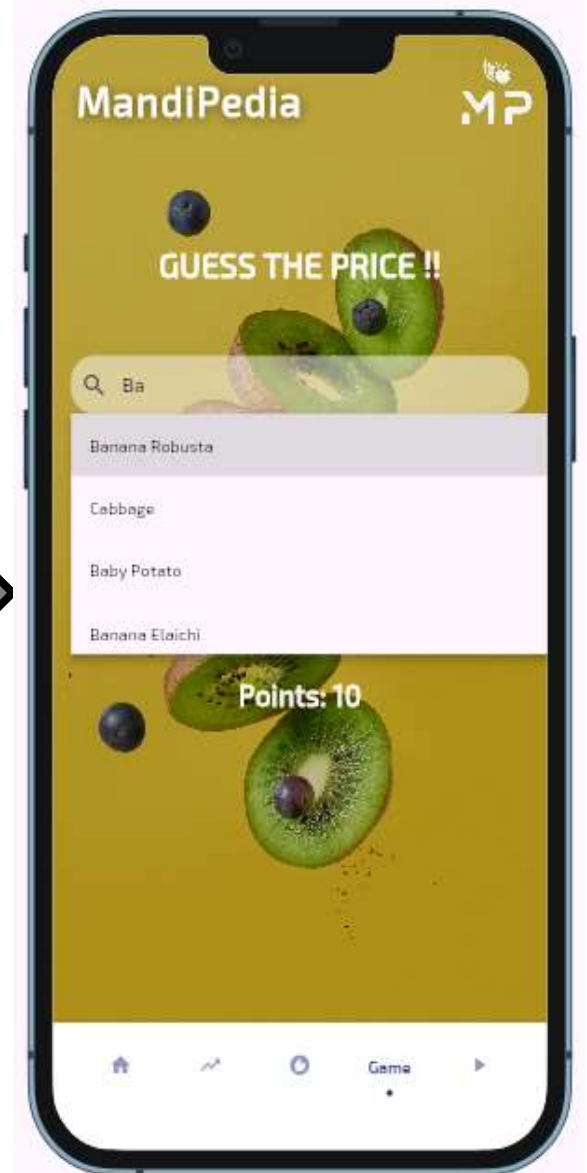 MandiPedia
MP
GUESS THE PRICE !!
Ba
Banana Robusta
Cabbage
Baby Potato
Banana Elaichi
Points: 10
Game